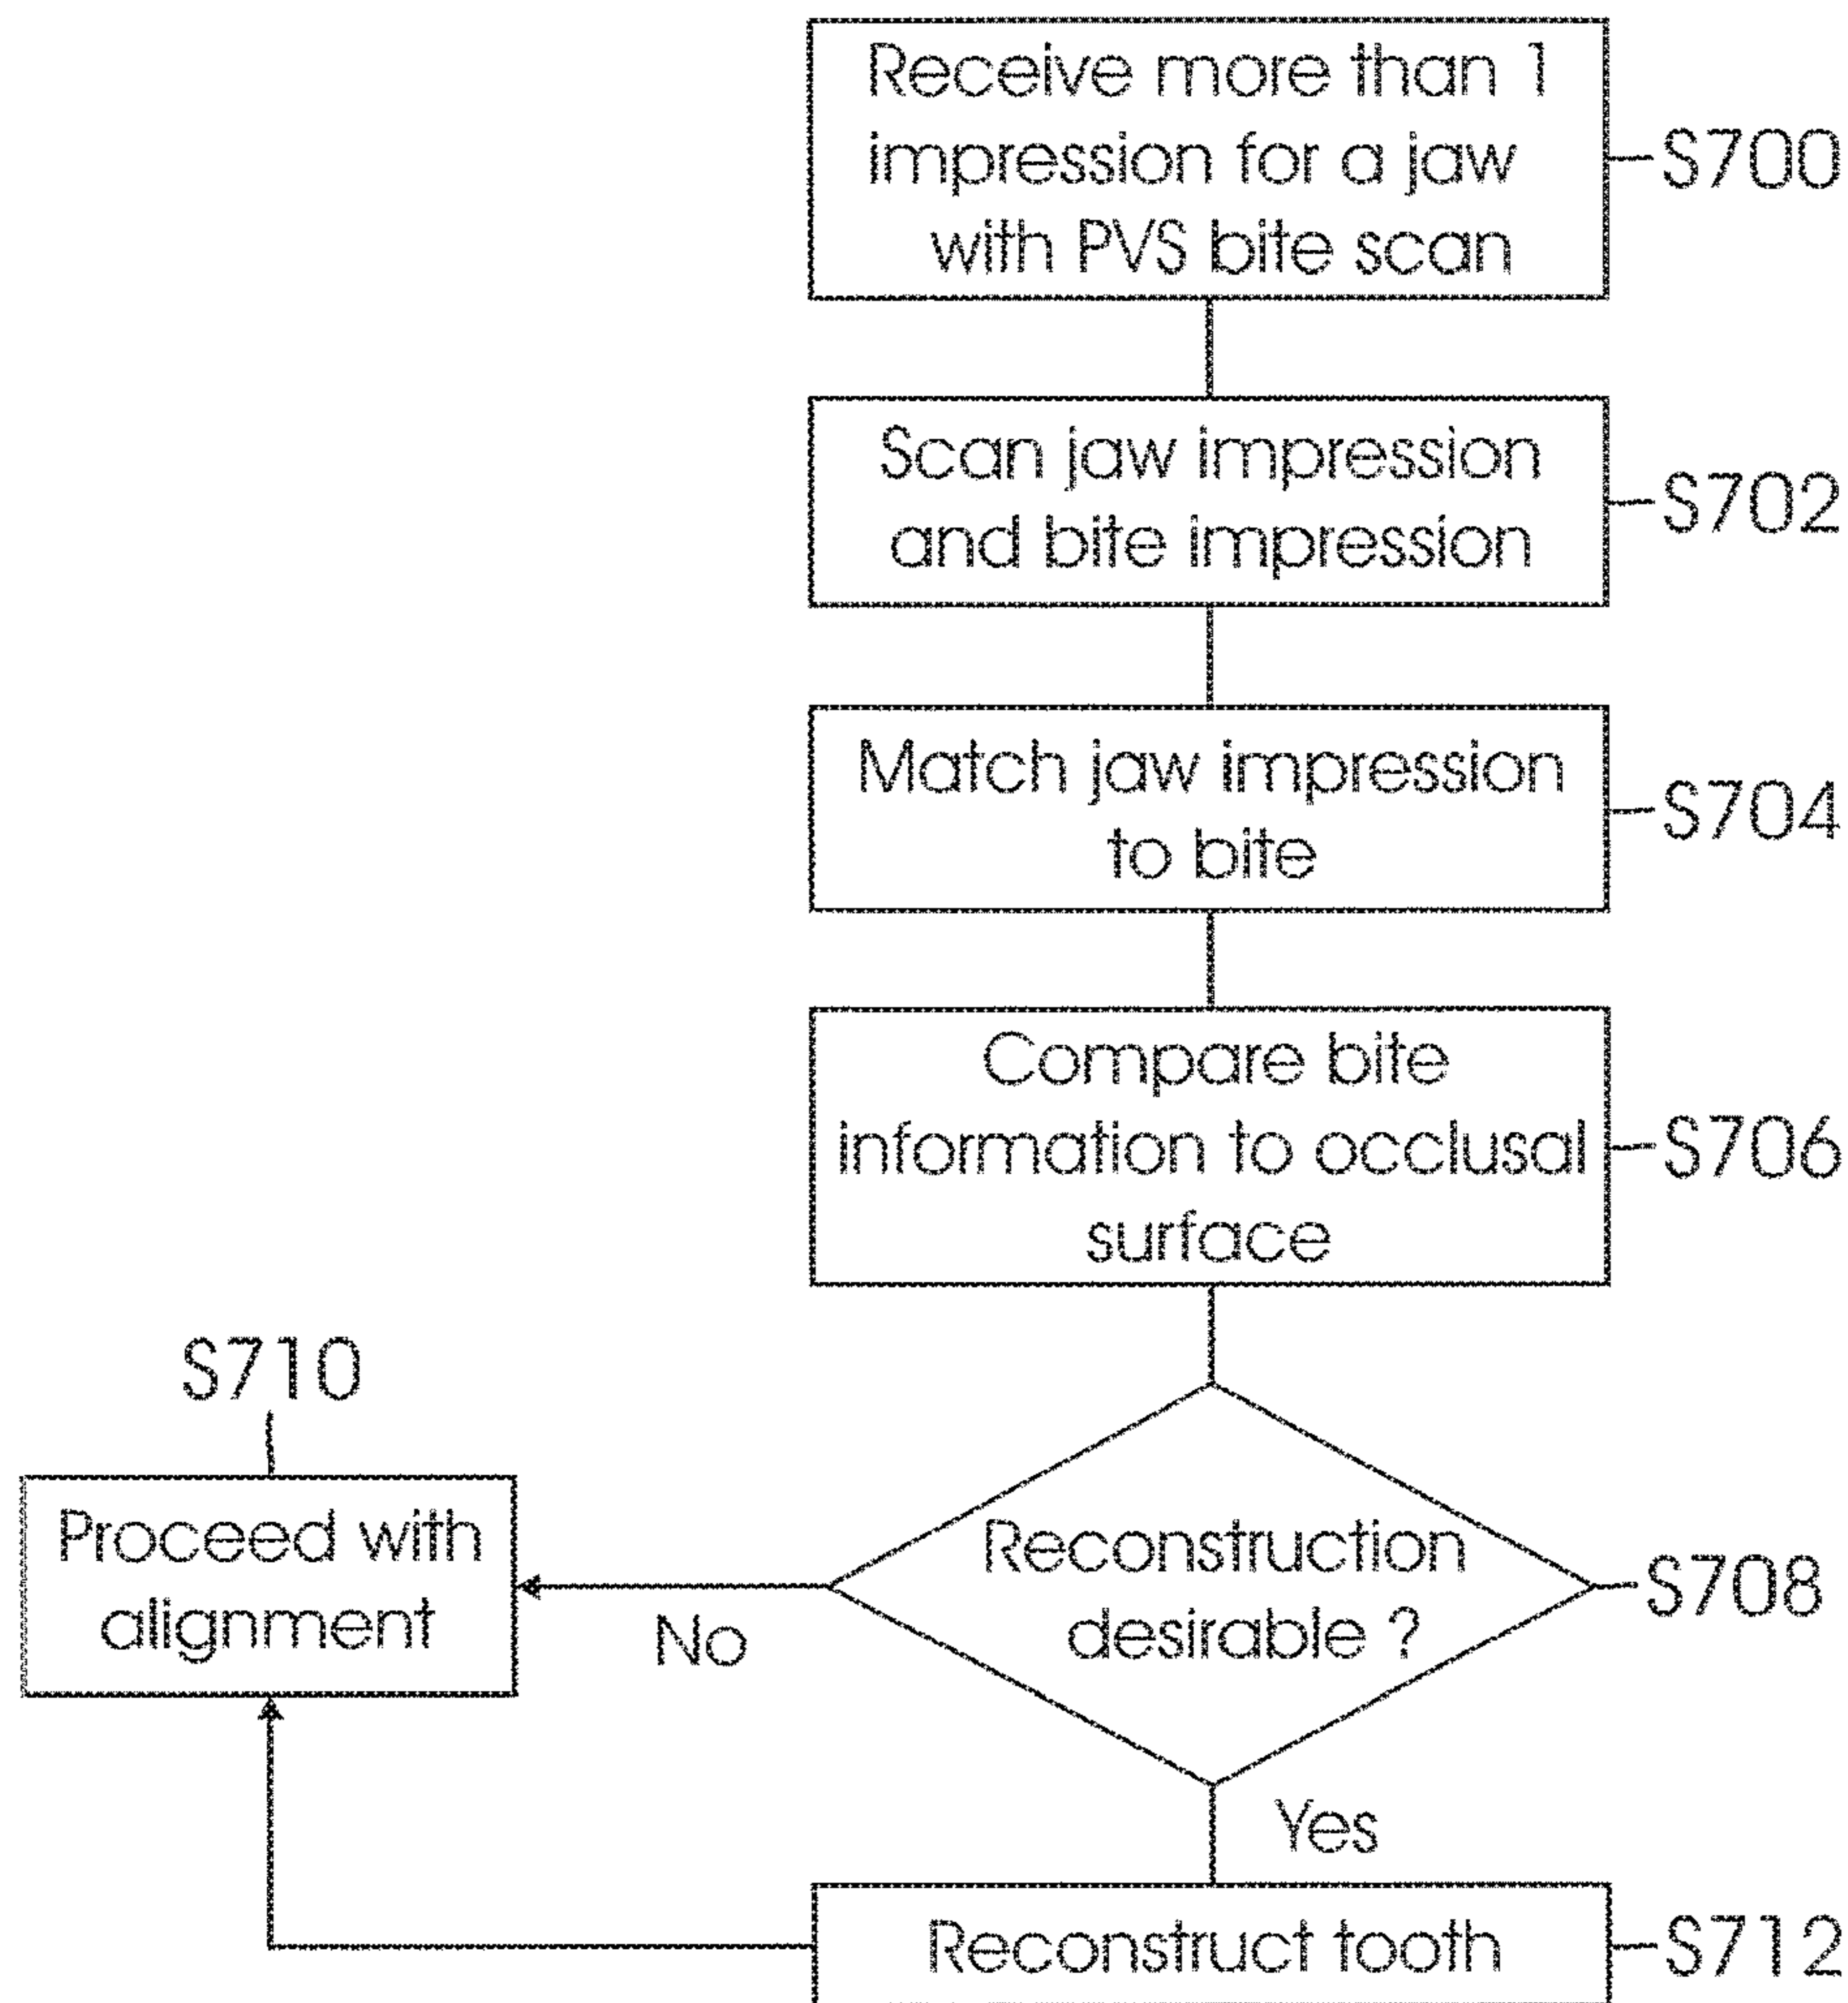 Receive more than 1
impression for a jaw
with PVS bite scan
S700
Scan jaw impression
and bite impression
S702
Match jaw impression
to bite
S704
Compare bite
information to occlusal
surface
S706
Reconstruction
desirable ?
S708
No
S710
Proceed with
alignment
Yes
Reconstruct tooth
S712